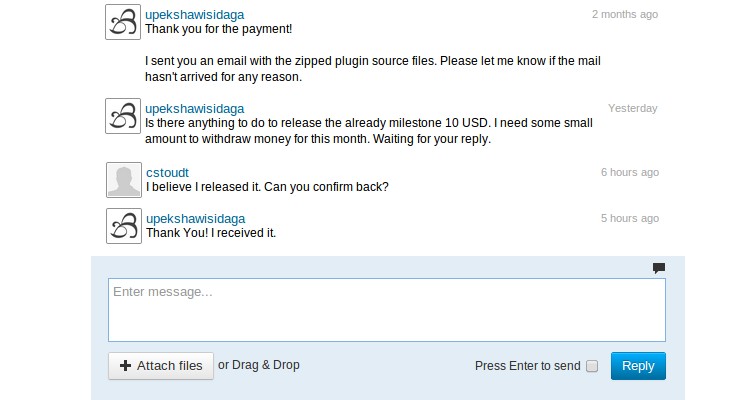 upekshawisidaga 2 months ago
Thank you for the payment!
I sent you an email with the zipped plugin source files. Please let me know if the mail
hasn't arrived for any reason.
upekshawisidaga Yesterday
Is there anything to do to release the already milestone 10 USD. I need some small
amount to withdraw money for this month. Waiting for your reply.
cstoudt 6 hours ago
I believe I released it. Can you confirm back?
upekshawisidaga 5 hours ago
Thank You! I received it.
Enter message...
+ Attach files or Drag & Drop Press Enter to send Reply